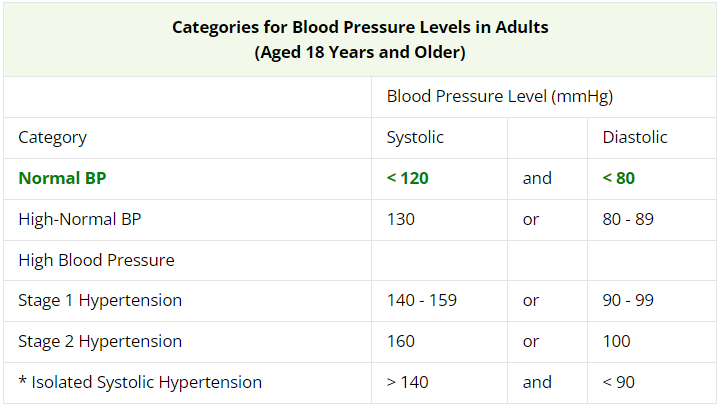 Categories for Blood Pressure Levels in Adults
(Aged 18 Years and Older)
Blood Pressure Level (mmHg)
Category Systolic Diastolic
Normal BP < 120 and < 80
High-Normal BP 130 or 80 - 89
High Blood Pressure
Stage 1 Hypertension 140 - 159 or 90 - 99
Stage 2 Hypertension 160 or 100
* Isolated Systolic Hypertension > 140 and < 90